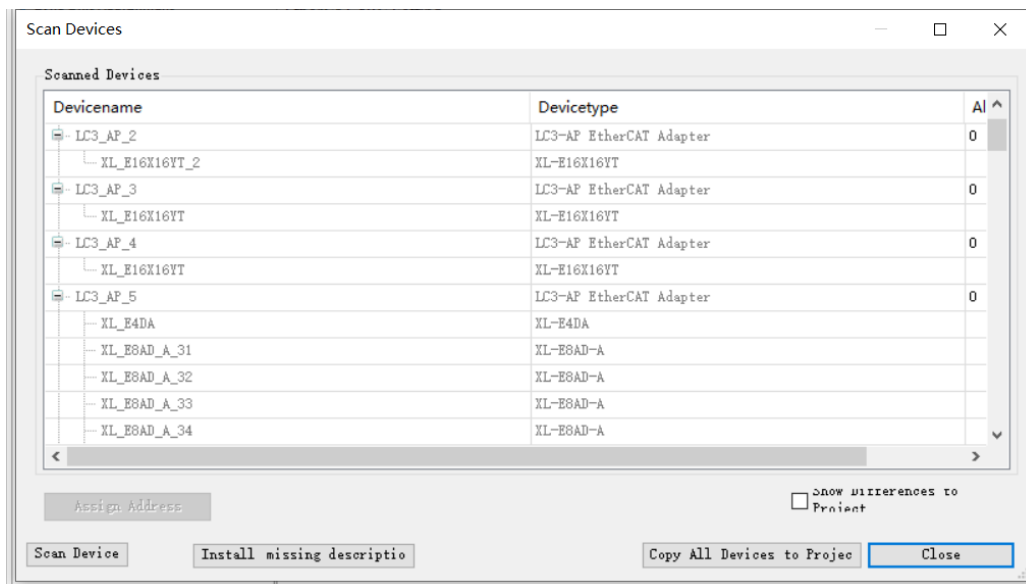 Scan Devices
Scanned Devices
Devicename Devicetype Al
LC3_AP_2 LC3-AP EtherCAT Adapter 0
XL_E16X16YT_2 XL-E16X16YT
LC3_AP_3 LC3-AP EtherCAT Adapter 0
XL_E16X16YT XL-E16X16YT
LC3_AP_4 LC3-AP EtherCAT Adapter 0
XL_E16X16YT XL-E16X16YT
LC3_AP_5 LC3-AP EtherCAT Adapter 0
XL_E4DA XL-E4DA
XL_E8AD_A_31 XL-E8AD-A
XL_E8AD_A_32 XL-E8AD-A
XL_E8AD_A_33 XL-E8AD-A
XL_E8AD_A_34 XL-E8AD-A
Assign Address
Show Differences to
Project
Scan Device Install missing descriptio Copy All Devices to Projec Close